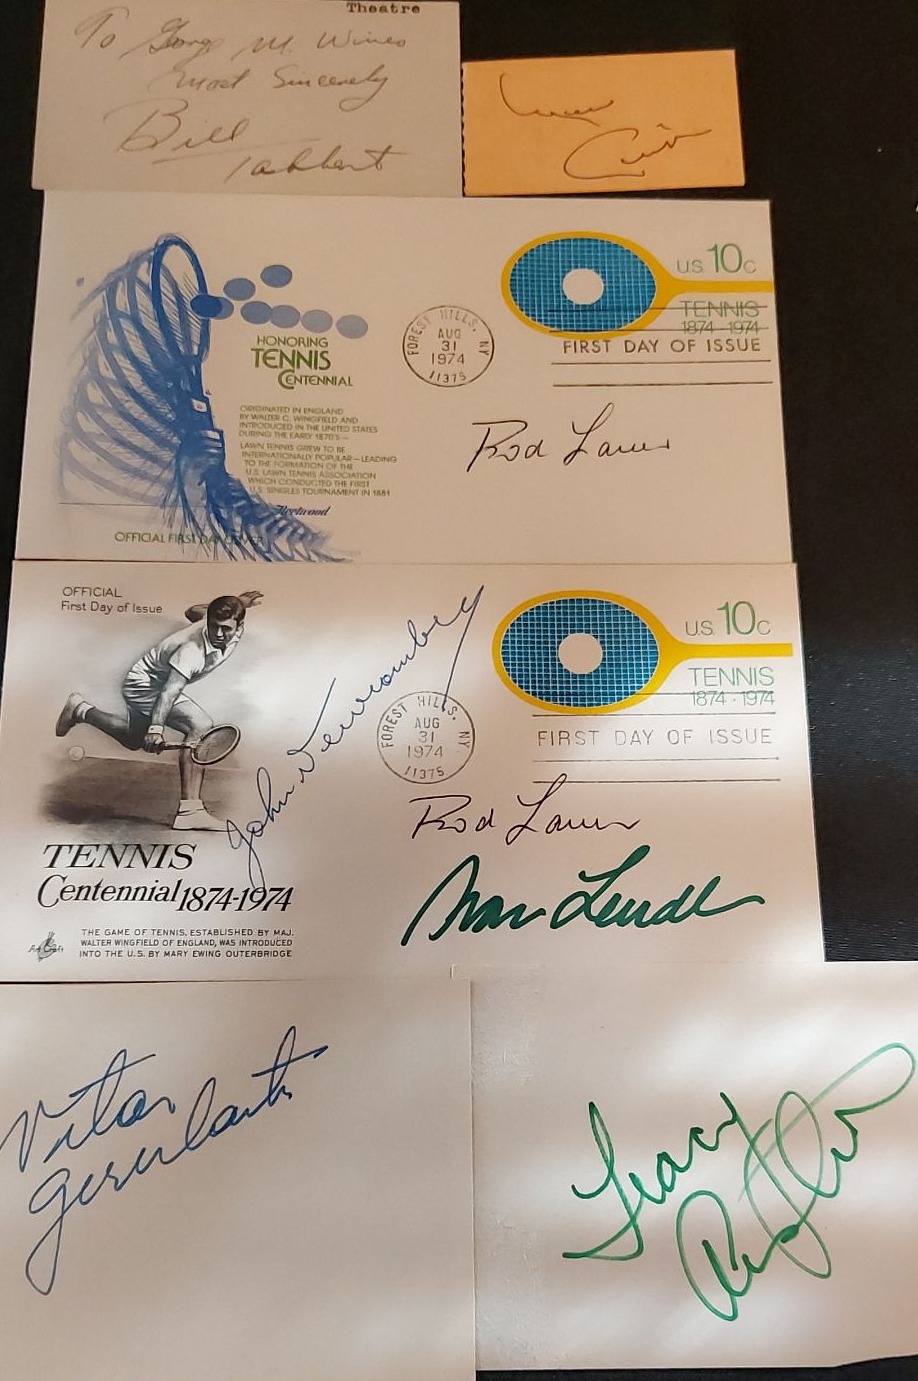 Theatre
To George M. Wines
Most Sincerely
Bill
Talbert
HONORING
TENNIS
CENTENNIAL
ORIGINATED IN ENGLAND
BY WALTER C. WINGFIELD AND
INTRODUCED IN THE UNITED STATES
DURING THE EARLY 1870'S—
LAWN TENNIS GREW TO BE
INTERNATIONALLY POPULAR—LEADING
TO THE FORMATION OF THE
U.S. LAWN TENNIS ASSOCIATION
WHICH CONDUCTED THE FIRST
U.S. SINGLES TOURNAMENT IN 1881
Fleetwood
OFFICIAL FIRST DAY COVER
FOREST HILLS, NY
AUG
31
1974
11375
U.S. 10c
TENNIS
1874-1974
FIRST DAY OF ISSUE
Rod Laver
OFFICIAL
First Day of Issue
TENNIS
Centennial 1874-1974
THE GAME OF TENNIS, ESTABLISHED BY MAJ.
WALTER WINGFIELD OF ENGLAND, WAS INTRODUCED
INTO THE U.S. BY MARY EWING OUTERBRIDGE
ArtCraft
John Newcombe
FOREST HILLS, NY
AUG
31
1974
11375
U.S. 10c
TENNIS
1874-1974
FIRST DAY OF ISSUE
Rod Laver
Ivan Lendl
Vitas
Gerulaitis
Tracy
Austin